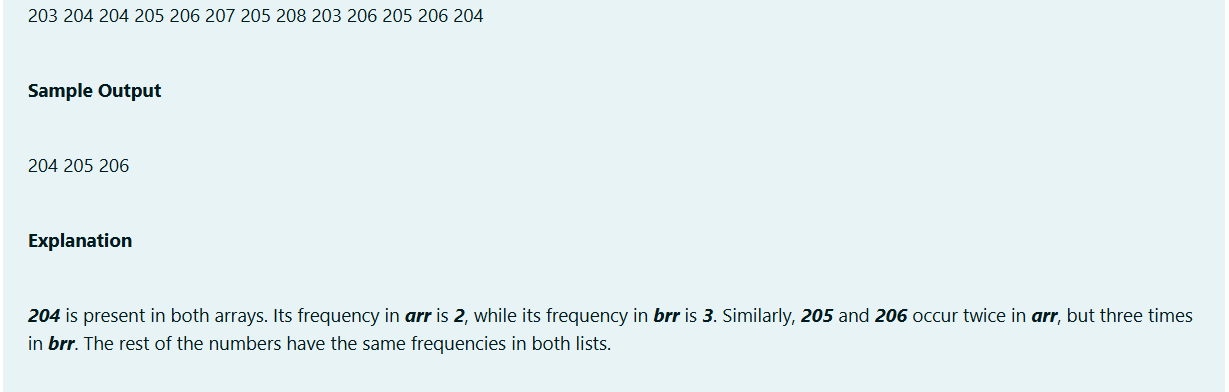 203 204 204 205 206 207 205 208 203 206 205 206 204
Sample Output
204 205 206
Explanation
204 is present in both arrays. Its frequency in arr is 2, while its frequency in brr is 3. Similarly, 205 and 206 occur twice in arr, but three times
in brr. The rest of the numbers have the same frequencies in both lists.